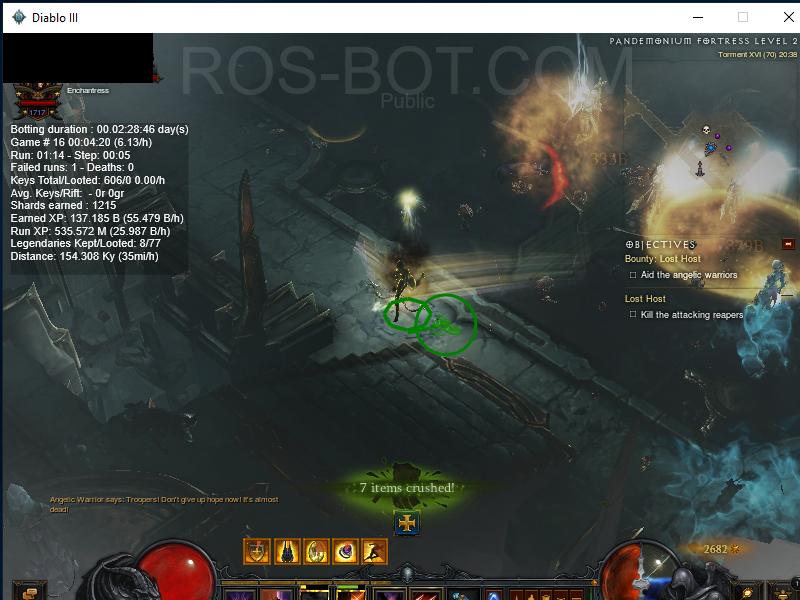 Diablo III
ROS-BOT.COM
Public
PANDEMONIUM FORTRESS LEVEL 2
Torment XVI (70) 20:38
Enchantress
1717
Botting duration : 00.02:28:46 day(s)
Game # 16 00:04:20 (6.13/h)
Run: 01:14 - Step: 00:05
Failed runs: 1 - Deaths: 0
Keys Total/Looted: 606/0 0.00/h
Avg. Keys/Rift:  - 0r 0gr
Shards earned : 1215
Earned XP: 137.185 B (55.479 B/h)
Run XP: 535.572 M (25.987 B/h)
Legendaries Kept/Looted: 8/77
Distance: 154.308 Ky (35mi/h)
383B
OBJECTIVES
Bounty: Lost Host
Aid the angelic warriors
Lost Host
Kill the attacking reapers
7 items crushed!
Angelic Warrior says: Troopers! Don't give up hope now! It's almost
dead!
2682